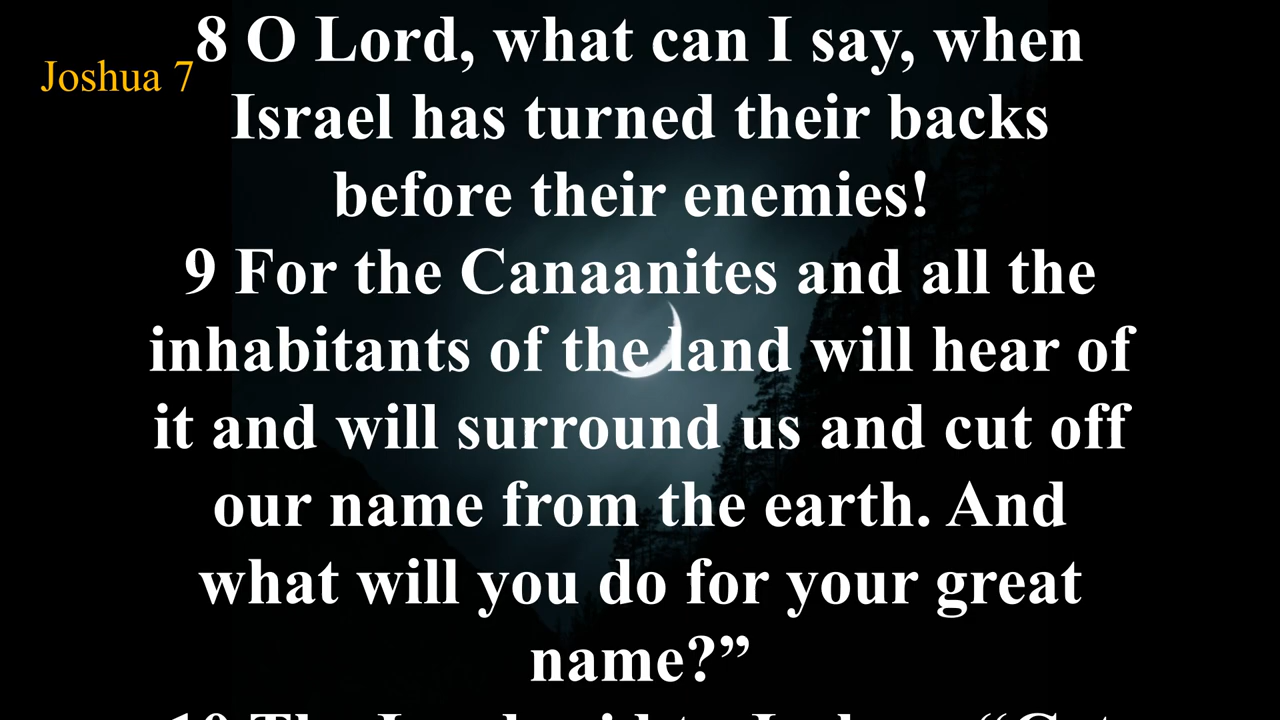 Joshua 7
8 O Lord, what can I say, when
Israel has turned their backs
before their enemies!
9 For the Canaanites and all the
inhabitants of the land will hear of
it and will surround us and cut off
our name from the earth. And
what will you do for your great
name?”